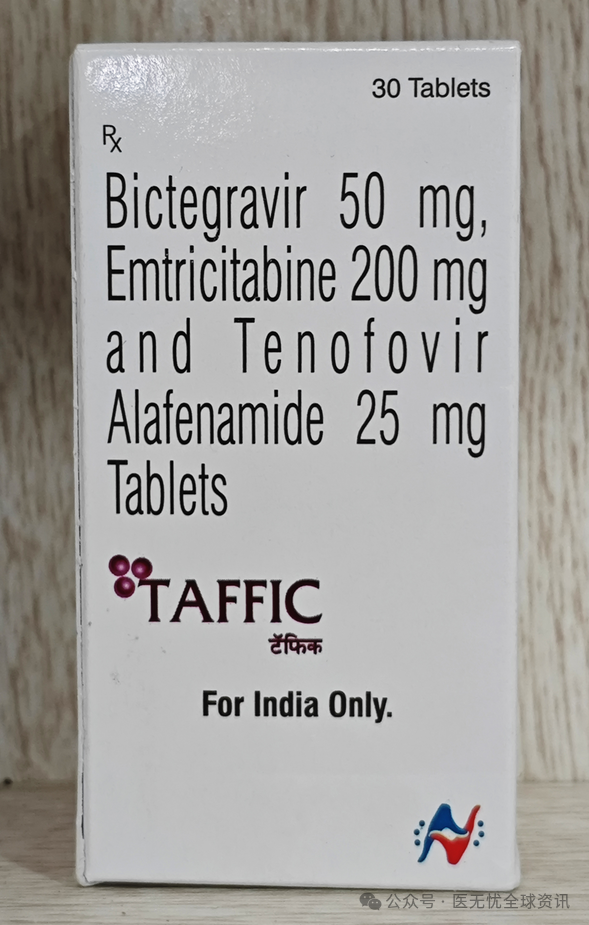 30 Tablets
Rx
Bictegravir 50 mg,
Emtricitabine 200 mg
and Tenofovir
Alafenamide 25 mg
Tablets
TAFFIC
टॅफिक
For India Only.
公众号 · 医无忧全球资讯